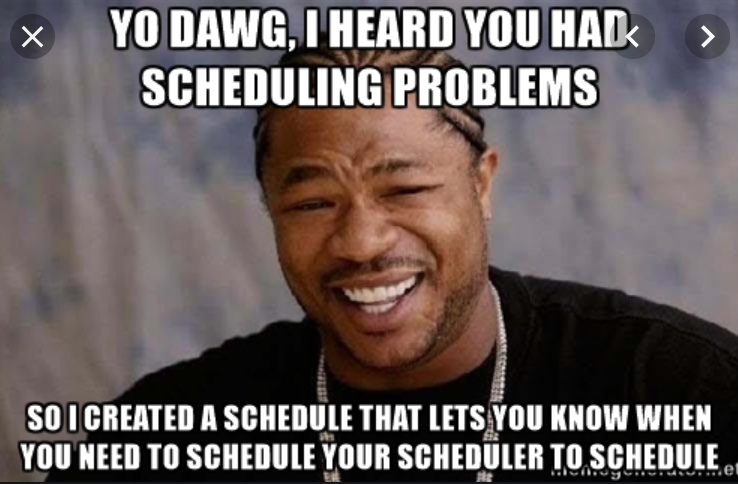 YO DAWG, I HEARD YOU HAD
SCHEDULING PROBLEMS
SO I CREATED A SCHEDULE THAT LETS YOU KNOW WHEN
YOU NEED TO SCHEDULE YOUR SCHEDULER TO SCHEDULE